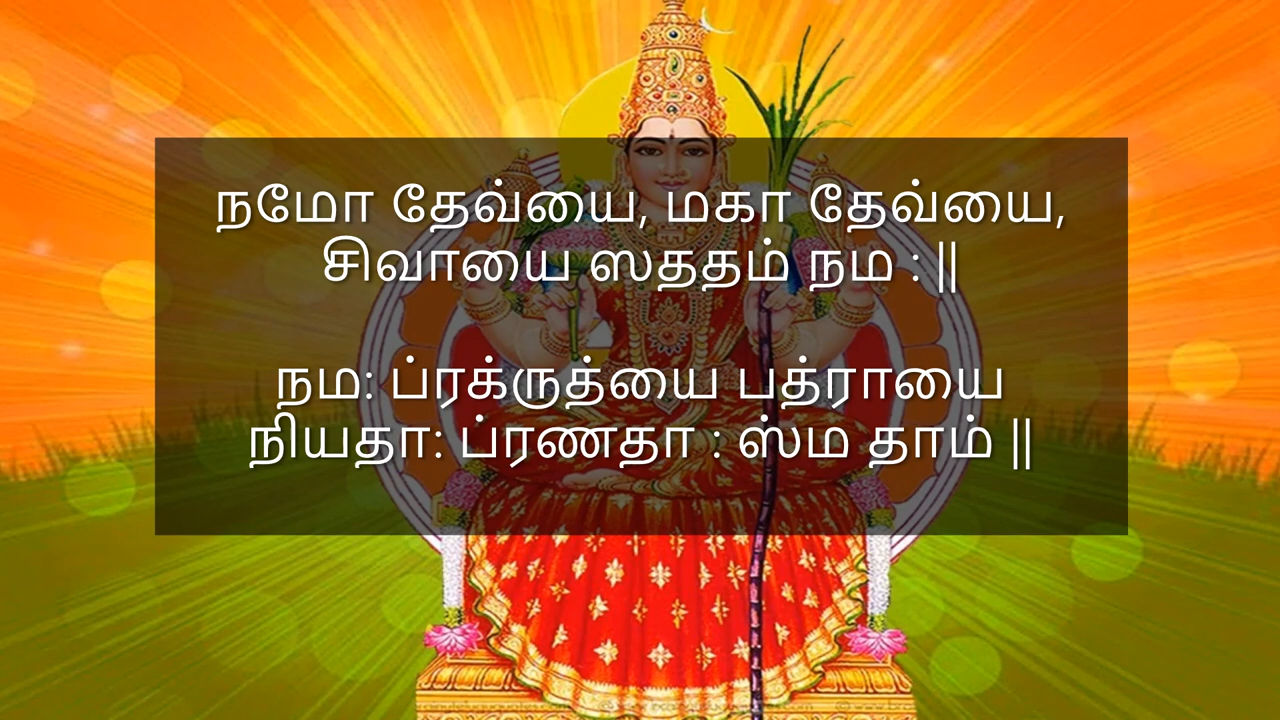 நமோ தேவ்யை, மகா தேவ்யை,
சிவாயை ஸததம் நம : ||
நம: ப்ரக்ருத்யை பத்ராயை
நியதா: ப்ரணதா : ஸ்ம தாம் ||